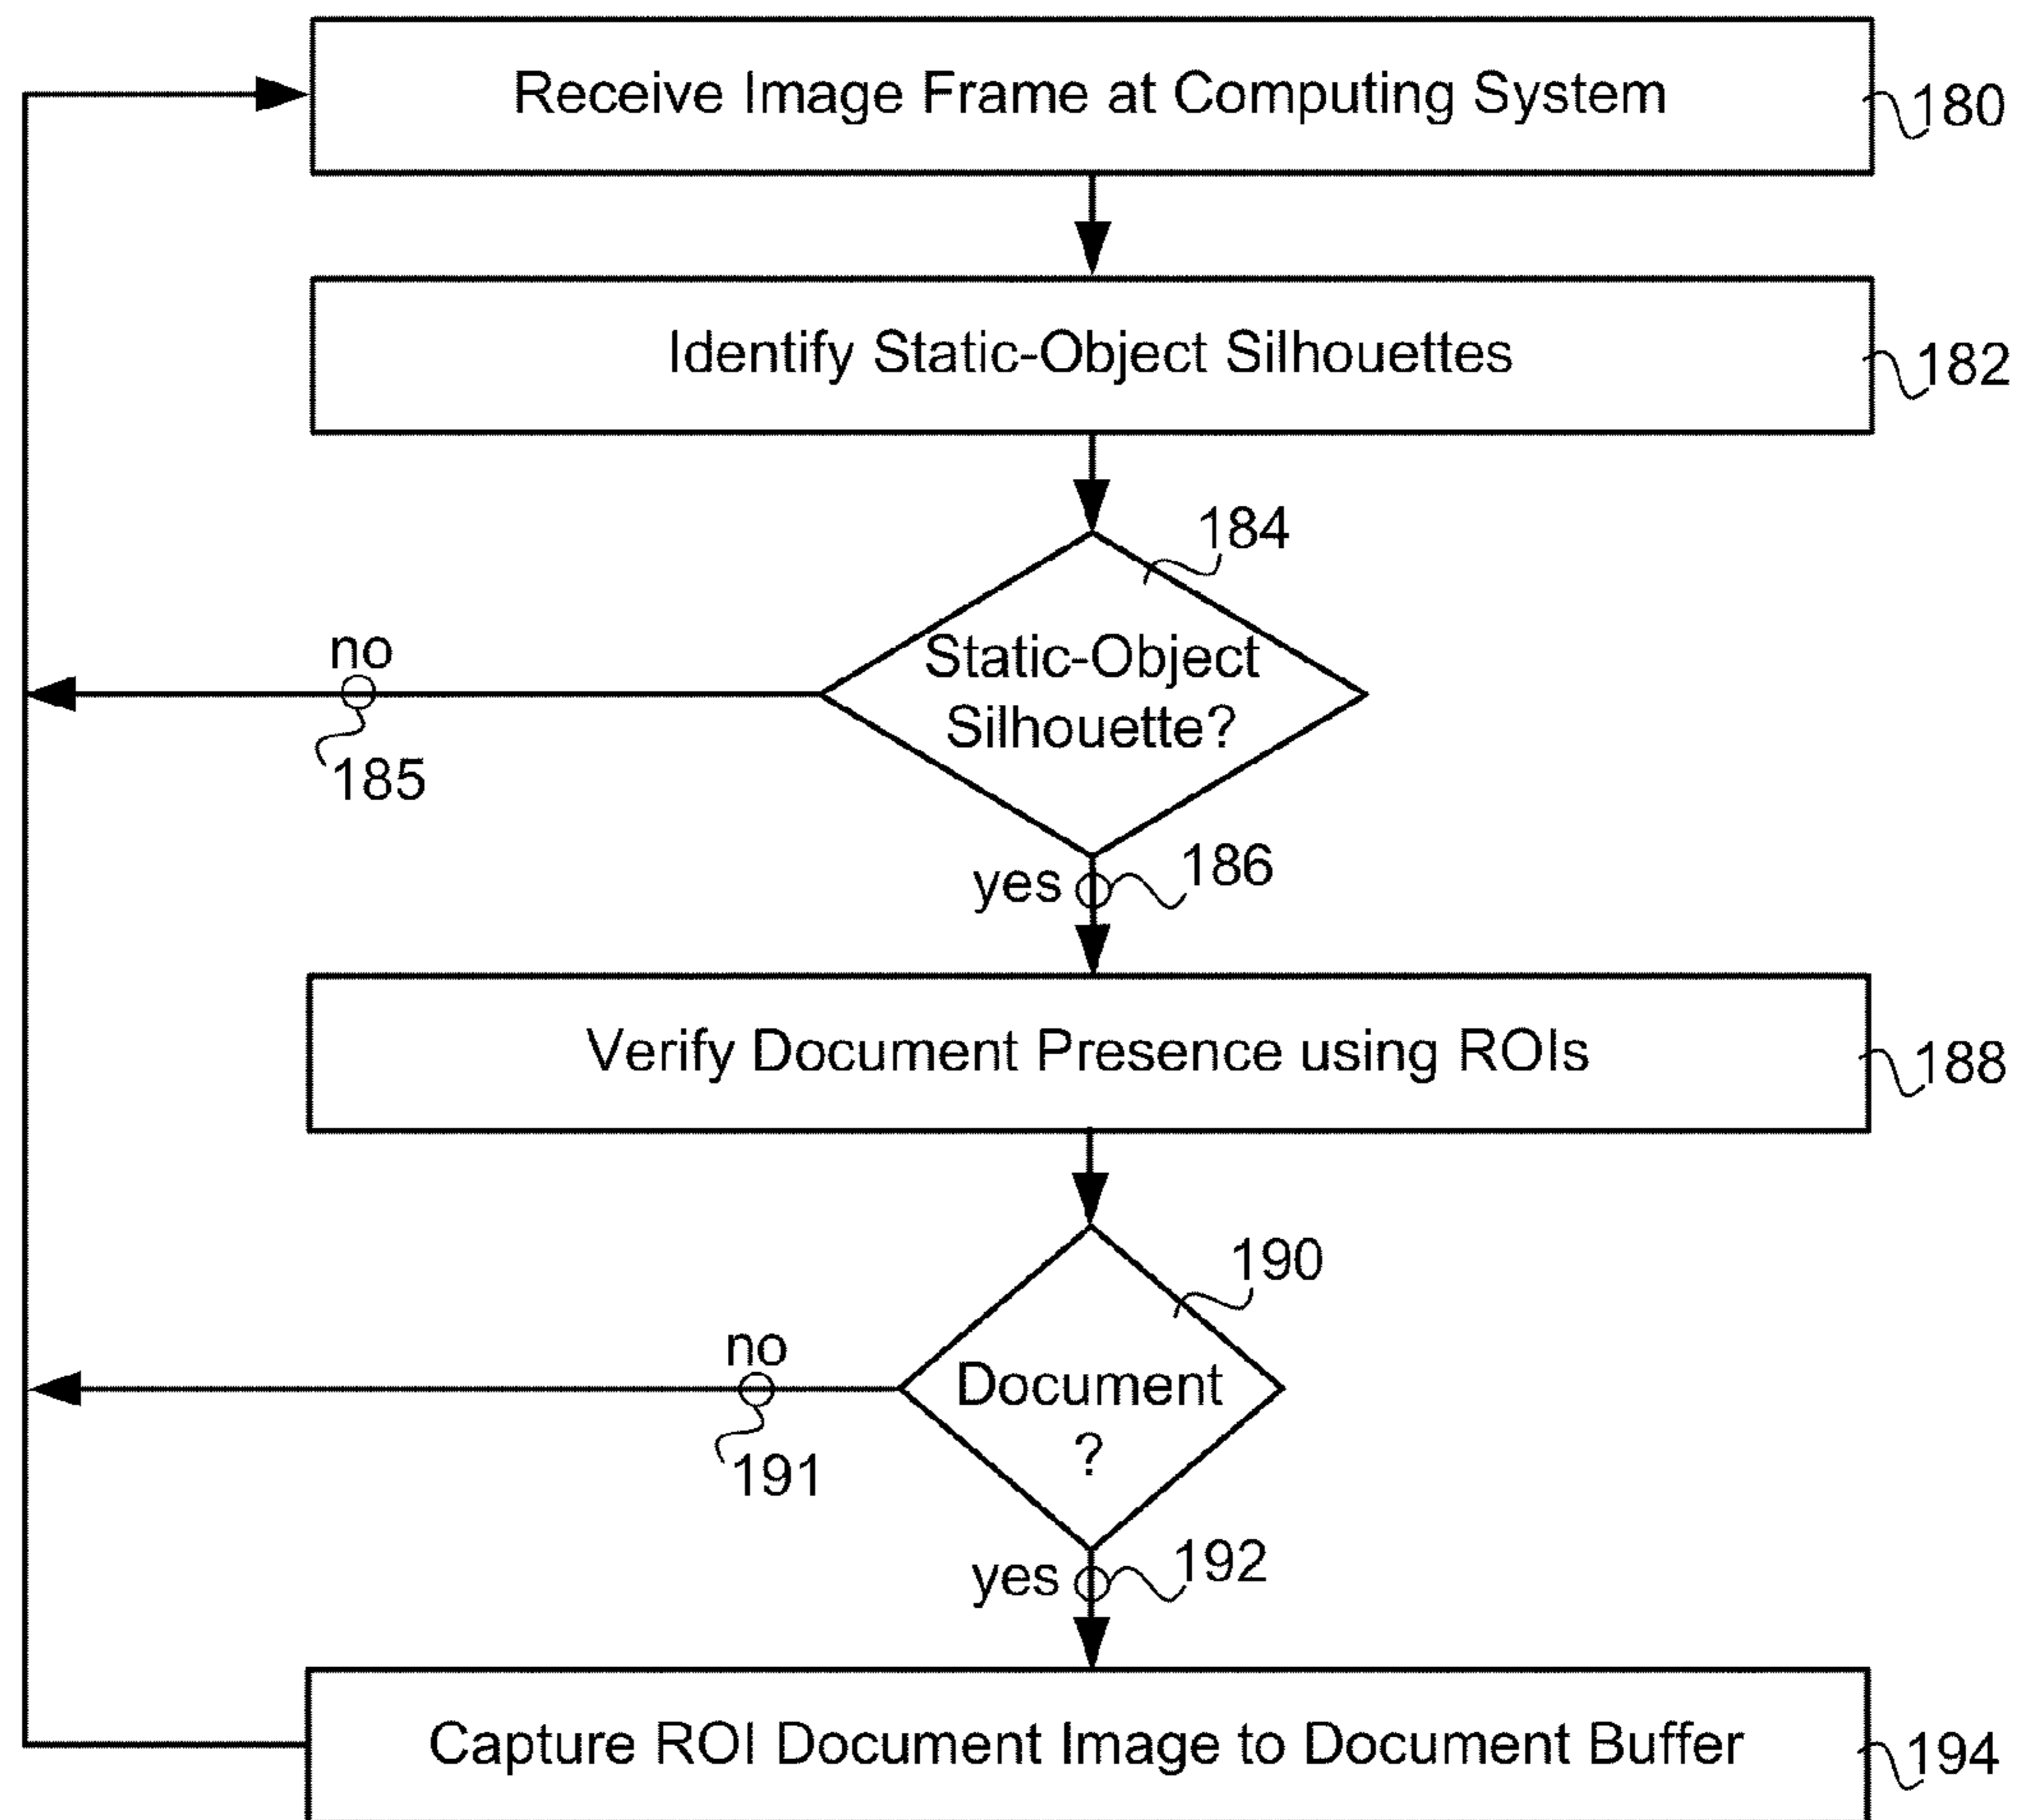 Receive Image Frame at Computing System
180
Identify Static-Object Silhouettes
182
184
Static-Object
Silhouette?
no
185
yes
186
Verify Document Presence using ROIs
188
190
Document
?
no
191
yes
192
Capture ROI Document Image to Document Buffer
194